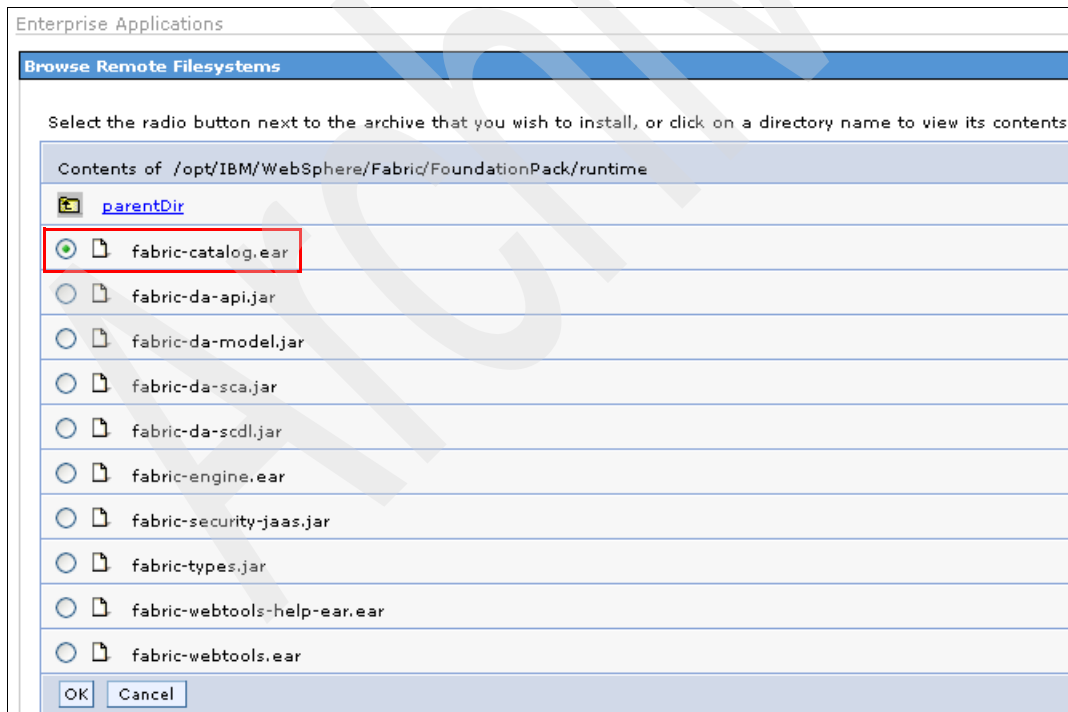 Enterprise Applications
Browse Remote Filesystems
Select the radio button next to the archive that you wish to install, or click on a directory name to view its contents
Contents of /opt/IBM/WebSphere/Fabric/FoundationPack/runtime
parentDir
fabric-catalog.ear
fabric-da-api.jar
fabric-da-model.jar
fabric-da-sca.jar
fabric-da-scdl.jar
fabric-engine.ear
fabric-security-jaas.jar
fabric-types.jar
fabric-webtools-help-ear.ear
fabric-webtools.ear
OK Cancel